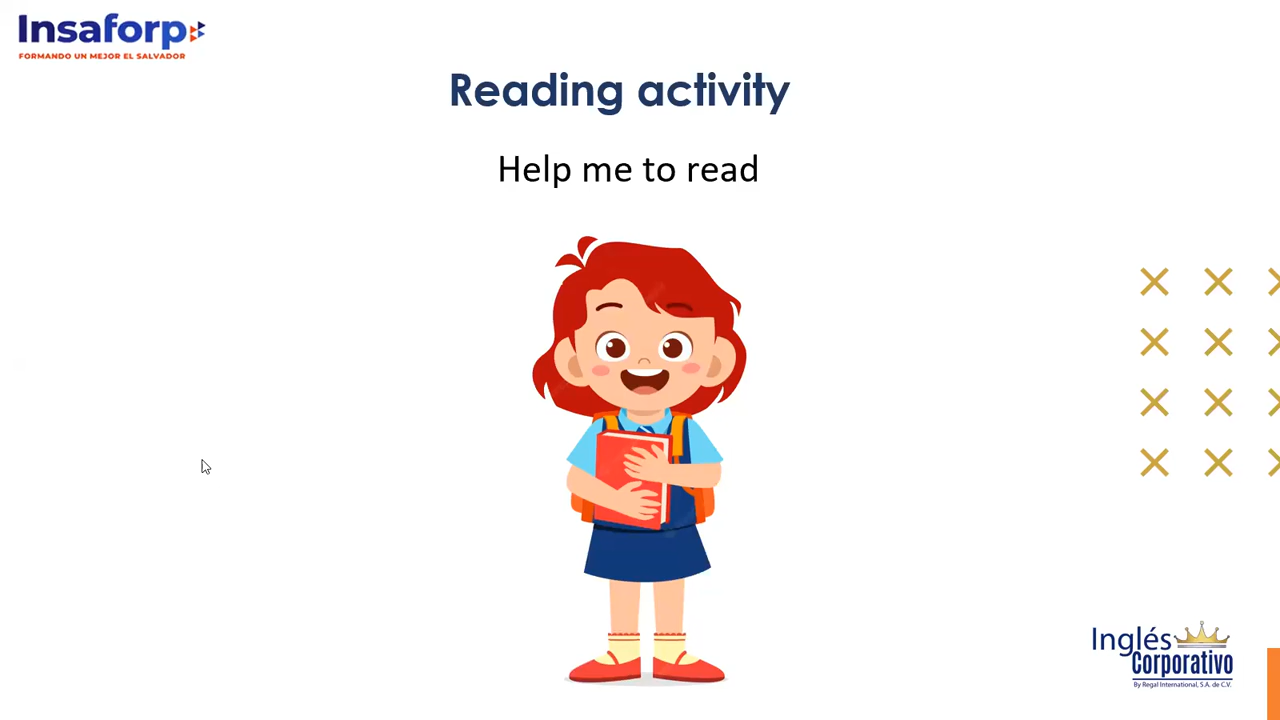 Insaforp
FORMANDO UN MEJOR EL SALVADOR
Reading activity
Help me to read
Inglés
Corporativo
By Regal International, S.A. de C.V.